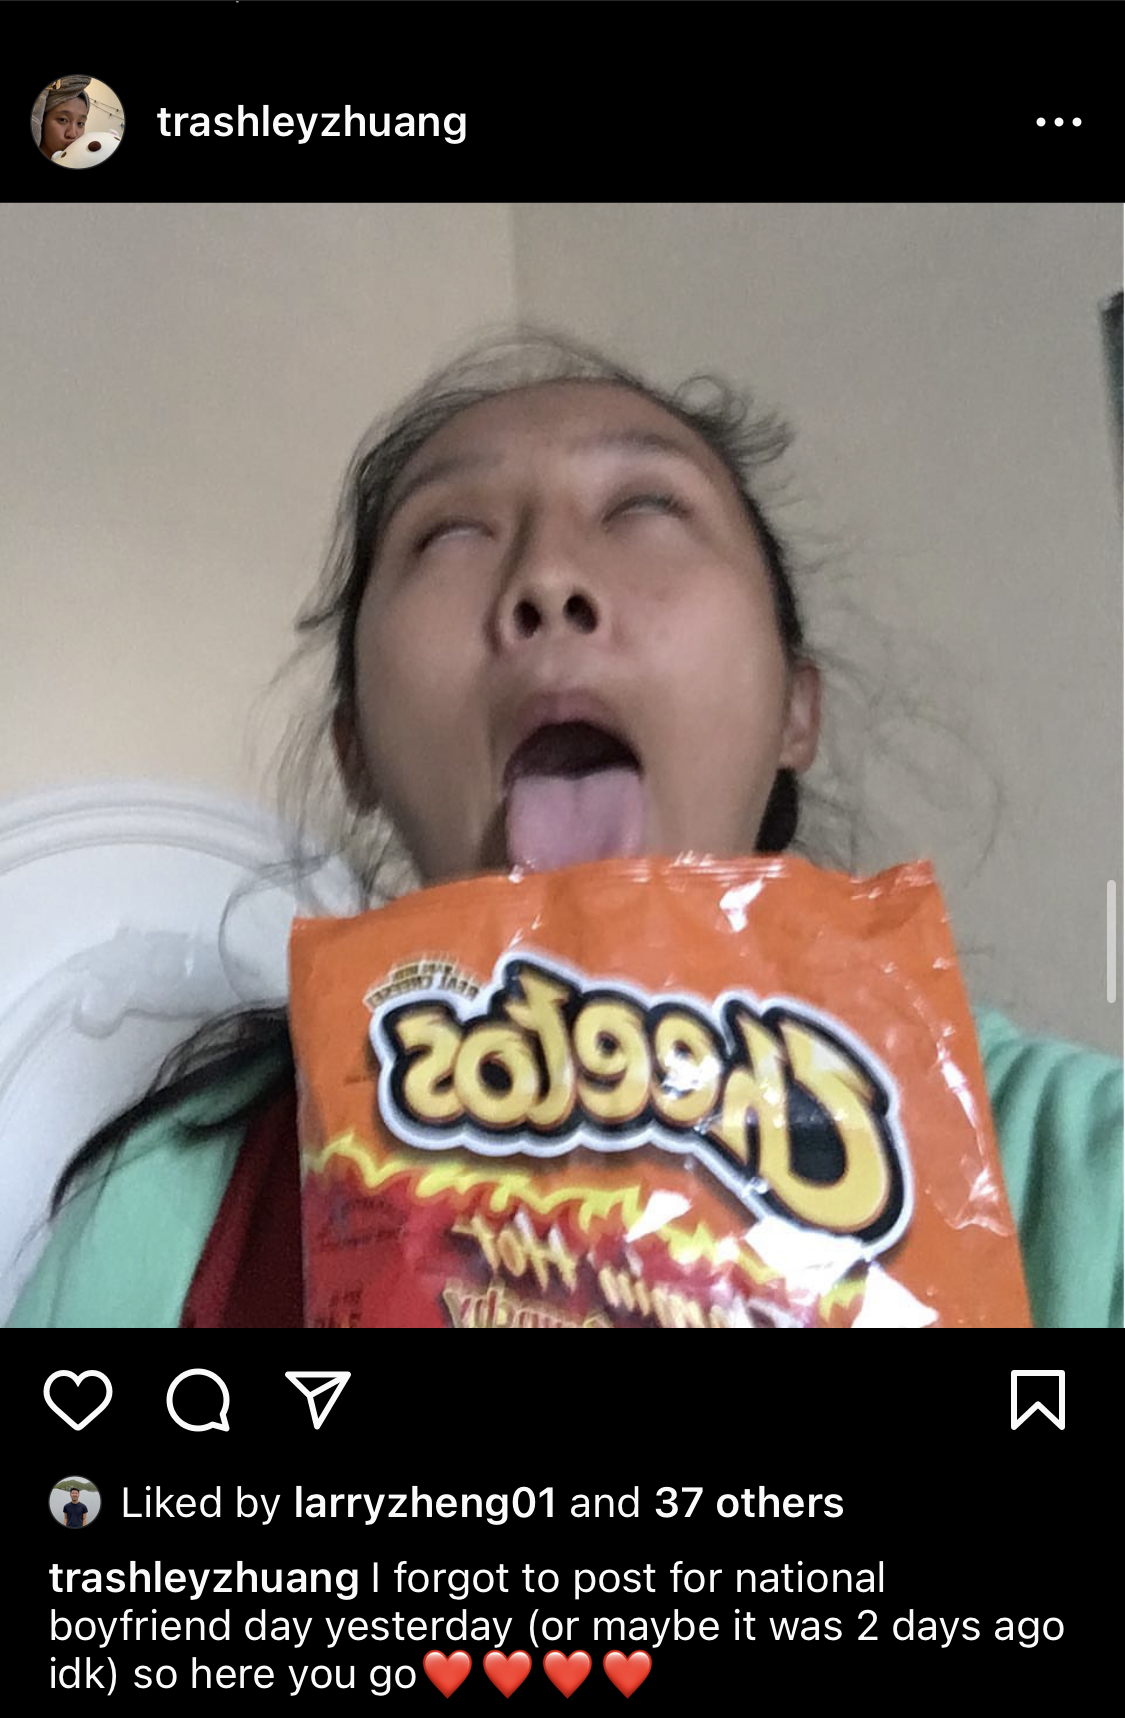 trashleyzhuang
Cheetos
Liked by larryzheng01 and 37 others
trashleyzhuang I forgot to post for national
boyfriend day yesterday (or maybe it was 2 days ago
idk) so here you go❤️❤️❤️❤️